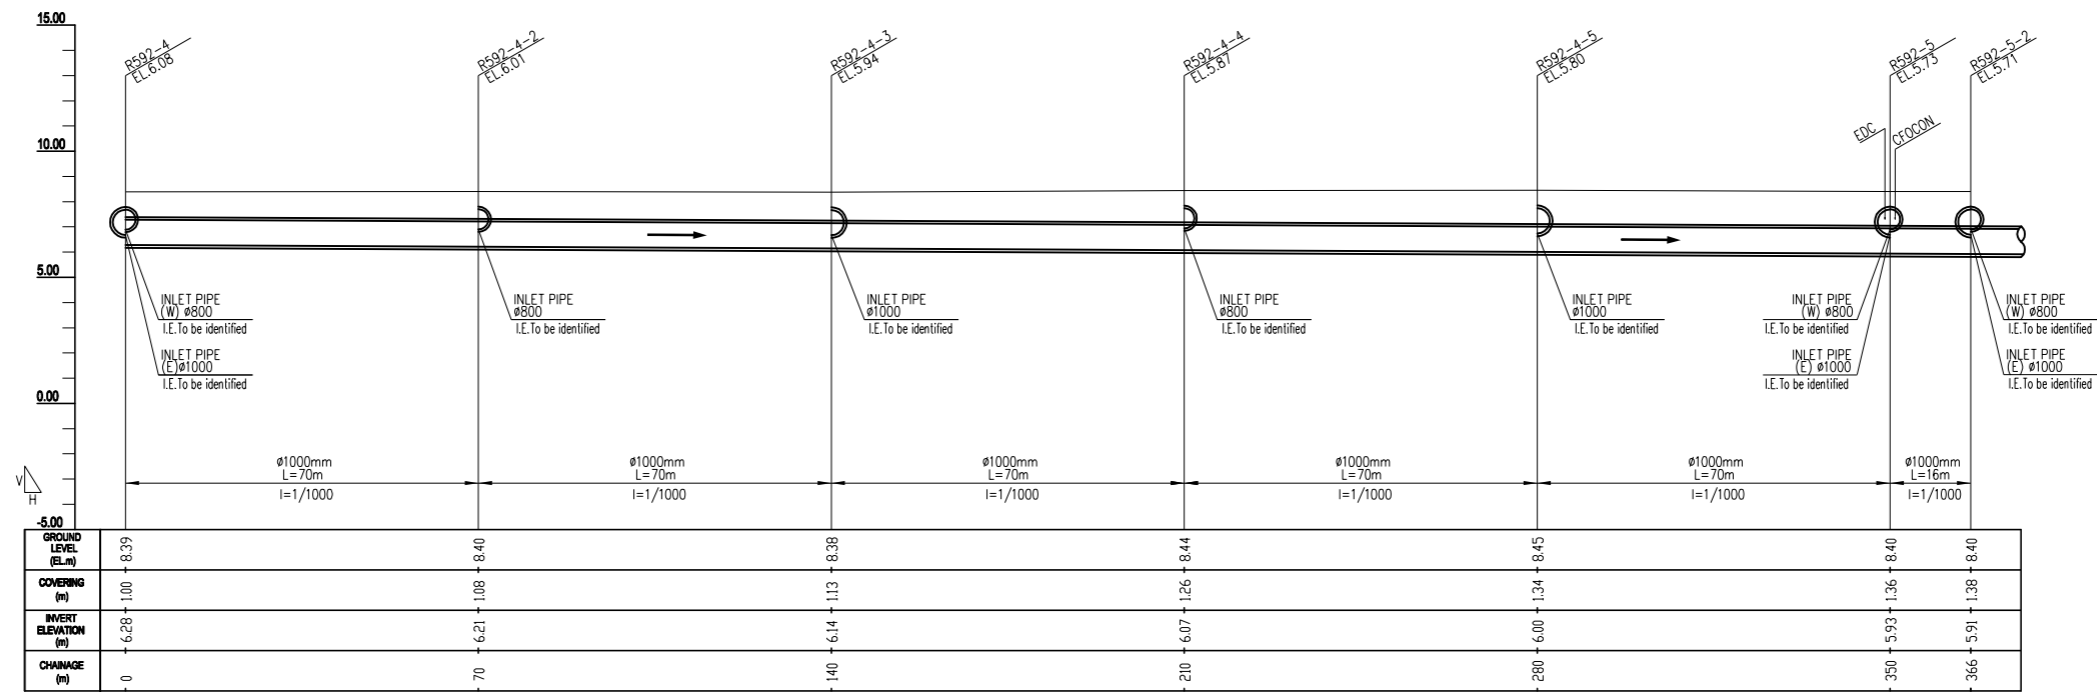 15.00
10.00
5.00
0.00
-5.00
V
H
R592-4
EL.6.08
R592-4-2
EL.6.01
R592-4-3
EL.5.94
R592-4-4
EL.5.87
R592-4-5
EL.5.80
R592-5
EL.5.73
R592-5-2
EL.5.71
EDC
CFOCON
INLET PIPE
(W) ø800
I.E.To be identified
INLET PIPE
(E)ø1000
I.E.To be identified
INLET PIPE
ø800
I.E.To be identified
INLET PIPE
ø1000
I.E.To be identified
INLET PIPE
ø800
I.E.To be identified
INLET PIPE
ø1000
I.E.To be identified
INLET PIPE
(W) ø800
I.E.To be identified
INLET PIPE
(E) ø1000
I.E.To be identified
INLET PIPE
(W) ø800
I.E.To be identified
INLET PIPE
(E) ø1000
I.E.To be identified
ø1000mm
L=70m
I=1/1000
ø1000mm
L=70m
I=1/1000
ø1000mm
L=70m
I=1/1000
ø1000mm
L=70m
I=1/1000
ø1000mm
L=70m
I=1/1000
ø1000mm
L=16m
I=1/1000
GROUND
LEVEL
(EL.m)
8.39 8.40 8.38 8.44 8.45 8.40 8.40
COVERING
(m)
1.00 1.08 1.13 1.26 1.34 1.36 1.38
INVERT
ELEVATION
(m)
6.28 6.21 6.14 6.07 6.00 5.93 5.91
CHAINAGE
(m)
0 70 140 210 280 350 366